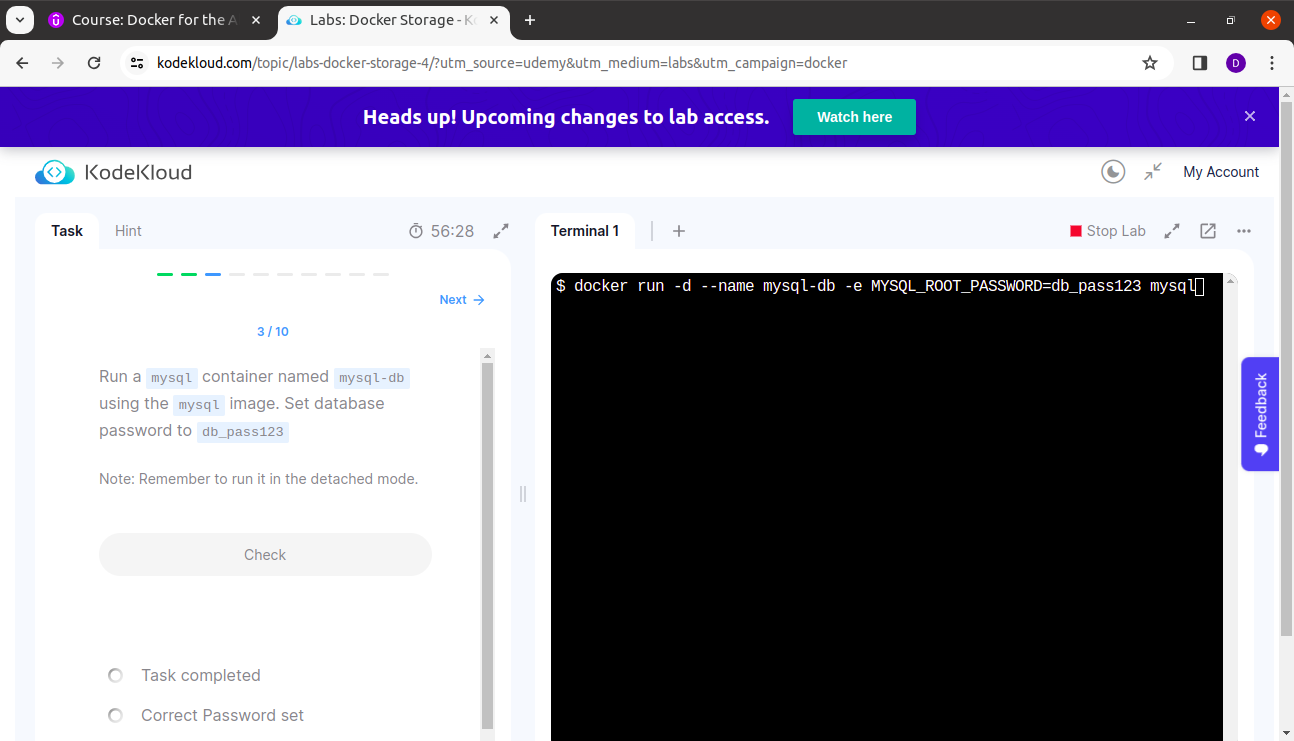 Course: Docker for the A
Labs: Docker Storage - Ko
kodekloud.com/topic/labs-docker-storage-4/?utm_source=udemy&utm_medium=labs&utm_campaign=docker
D
Heads up! Upcoming changes to lab access.
Watch here
KodeKloud
My Account
Task
Hint
56:28
Terminal 1
Stop Lab
Next
3 / 10
Run a mysql container named mysql-db
using the mysql image. Set database
password to db_pass123
Note: Remember to run it in the detached mode.
Check
Task completed
Correct Password set
$ docker run -d --name mysql-db -e MYSQL_ROOT_PASSWORD=db_pass123 mysql
Feedback